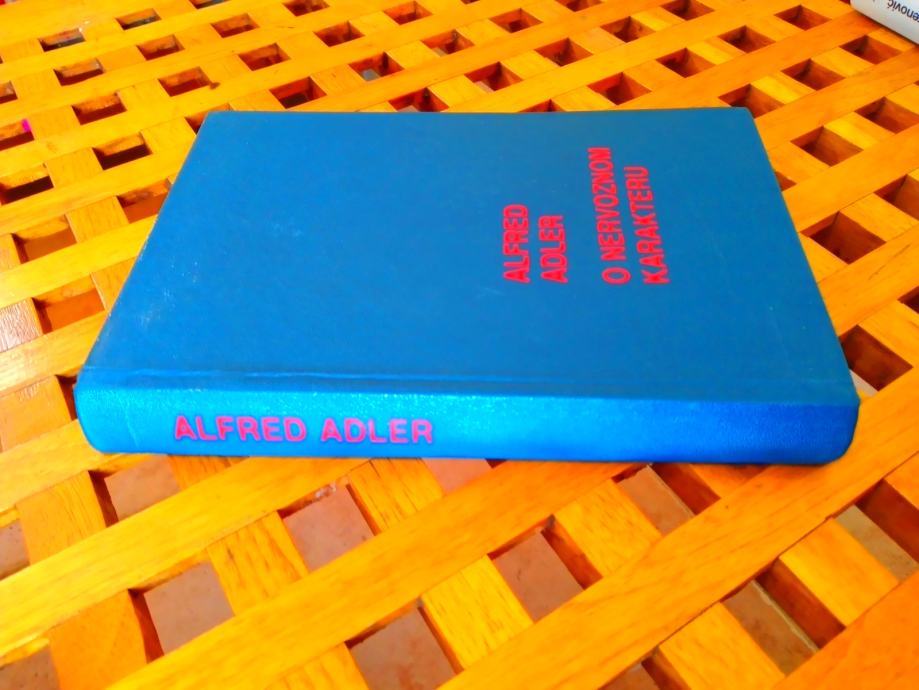 ALFRED
ADLER
O NERVOZNOM
KARAKTERU
ALFRED ADLER